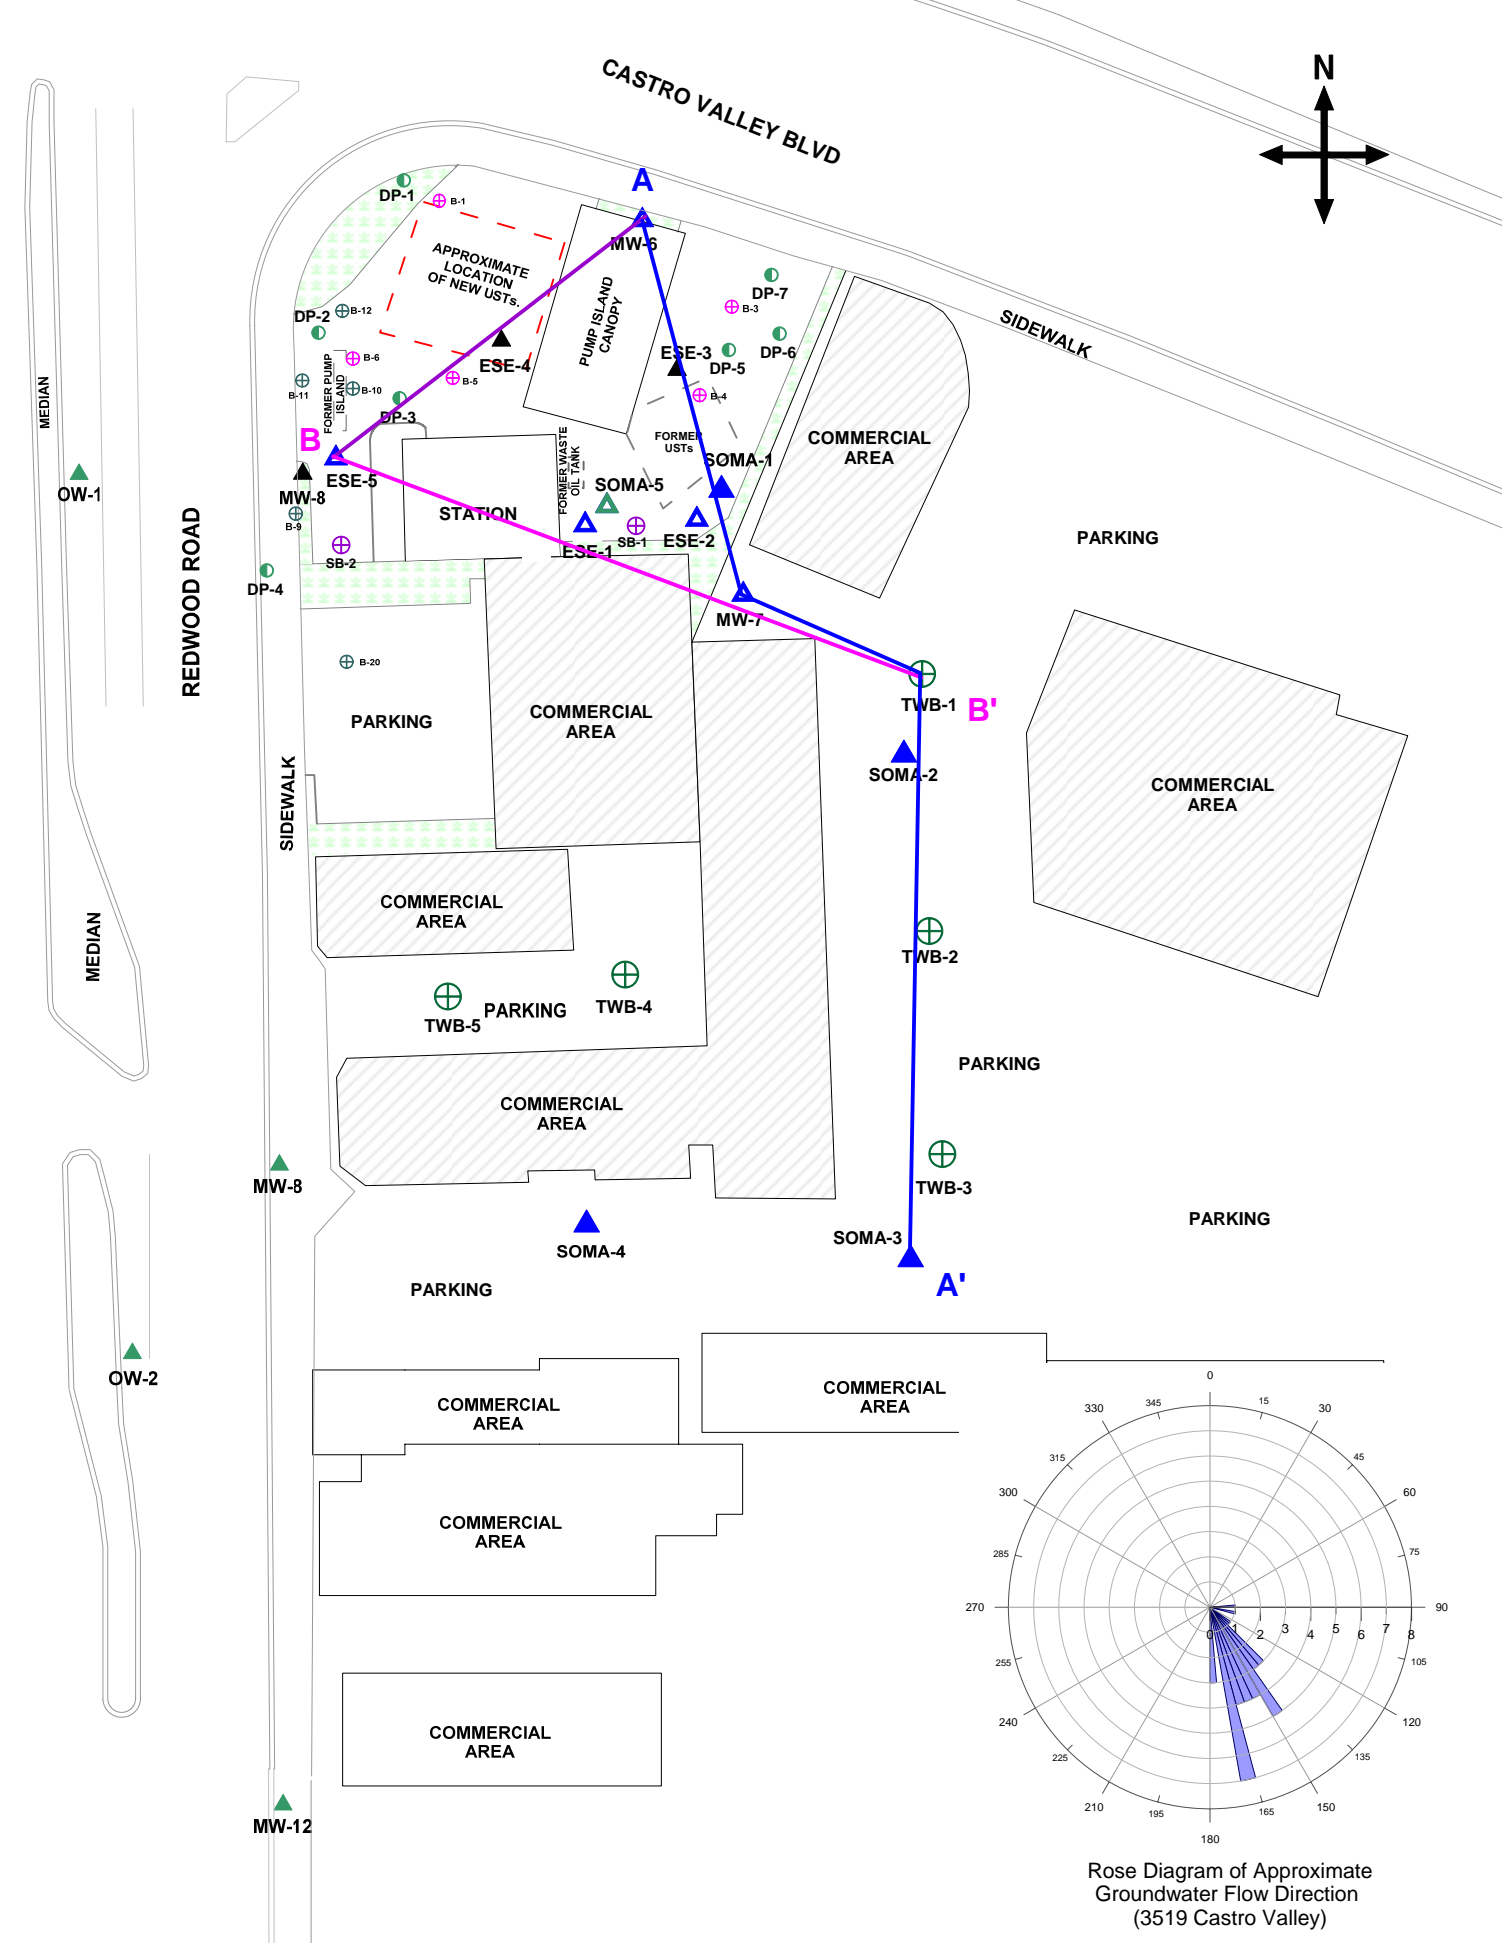 N
CASTRO VALLEY BLVD
A
DP-1
B-1
MW-6
APPROXIMATE
LOCATION
OF NEW USTs.
DP-7
B-3
PUMP ISLAND
CANOPY
DP-2
B-12
SIDEWALK
DP-6
ESE-3
DP-5
ESE-4
B-6
B-5
MEDIAN
B-11
B-10
FORMER PUMP
ISLAND
B-4
DP-3
B
FORMER
USTs
COMMERCIAL
AREA
FORMER WASTE
OIL TANK
SOMA-1
ESE-5
OW-1
MW-8
SOMA-5
STATION
B-9
ESE-2
SB-1
ESE-1
PARKING
SB-2
DP-4
REDWOOD ROAD
MW-7
B-20
TWB-1
B'
PARKING
COMMERCIAL
AREA
SOMA-2
COMMERCIAL
AREA
SIDEWALK
COMMERCIAL
AREA
MEDIAN
TWB-2
TWB-4
PARKING
TWB-5
PARKING
COMMERCIAL
AREA
MW-8
TWB-3
PARKING
SOMA-3
SOMA-4
A'
PARKING
OW-2
COMMERCIAL
AREA
COMMERCIAL
AREA
COMMERCIAL
AREA
COMMERCIAL
AREA
MW-12
0
15
30
45
60
75
90
105
120
135
150
165
180
195
210
225
240
255
270
285
300
315
330
345
0 1 2 3 4 5 6 7 8
Rose Diagram of Approximate
Groundwater Flow Direction
(3519 Castro Valley)